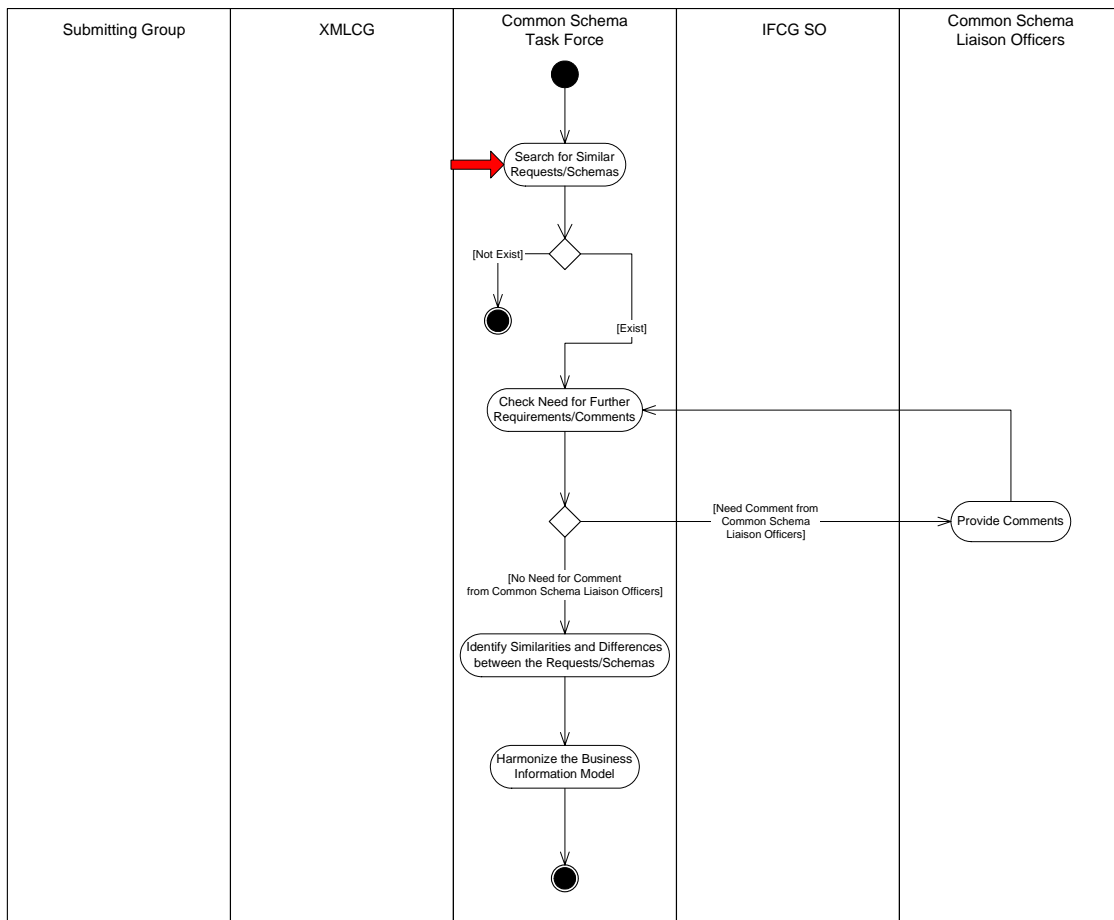 Submitting Group
XMLCG
Common Schema
Task Force
IFCG SO
Common Schema
Liaison Officers
Search for Similar
Requests/Schemas
[Not Exist]
[Exist]
Check Need for Further
Requirements/Comments
[Need Comment from
Common Schema
Liaison Officers]
Provide Comments
[No Need for Comment
from Common Schema Liaison Officers]
Identify Similarities and Differences
between the Requests/Schemas
Harmonize the Business
Information Model